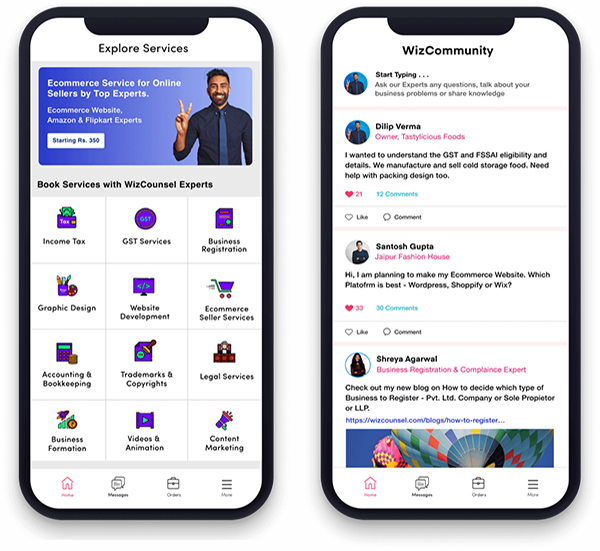 Explore Services
Ecommerce Service for Online
Sellers by Top Experts.
Ecommerce Website,
Amazon & Flipkart Experts
Starting Rs. 350
Book Services with WizCounsel Experts
Tax
Income Tax
GST
GST Services
Business
Registration
Graphic Design
Website
Development
Ecommerce
Seller Services
Accounting &
Bookkeeping
Trademarks &
Copyrights
Legal Services
Business
Formation
Videos &
Animation
Content
Marketing
Home
Messages
Orders
More
WizCommunity
Start Typing . . .
Ask our Experts any questions, talk about your
business problems or share knowledge
Dilip Verma
Owner, Tastylicious Foods
I wanted to understand the GST and FSSAI eligibility and
details. We manufacture and sell cold storage food. Need
help with packing design too.
21 12 Comments
Like Comment
Santosh Gupta
Jaipur Fashion House
Hi, I am planning to make my Ecommerce Website. Which
Platofrm is best - Wordpress, Shoppify or Wix?
33 30 Comments
Like Comment
Shreya Agarwal
Business Registration & Complaince Expert
Check out my new blog on How to decide which type of
Business to Register - Pvt. Ltd. Company or Sole Propietor
or LLP.
https://wizcounsel.com/blogs/how-to-register...
Home
Messages
Orders
More